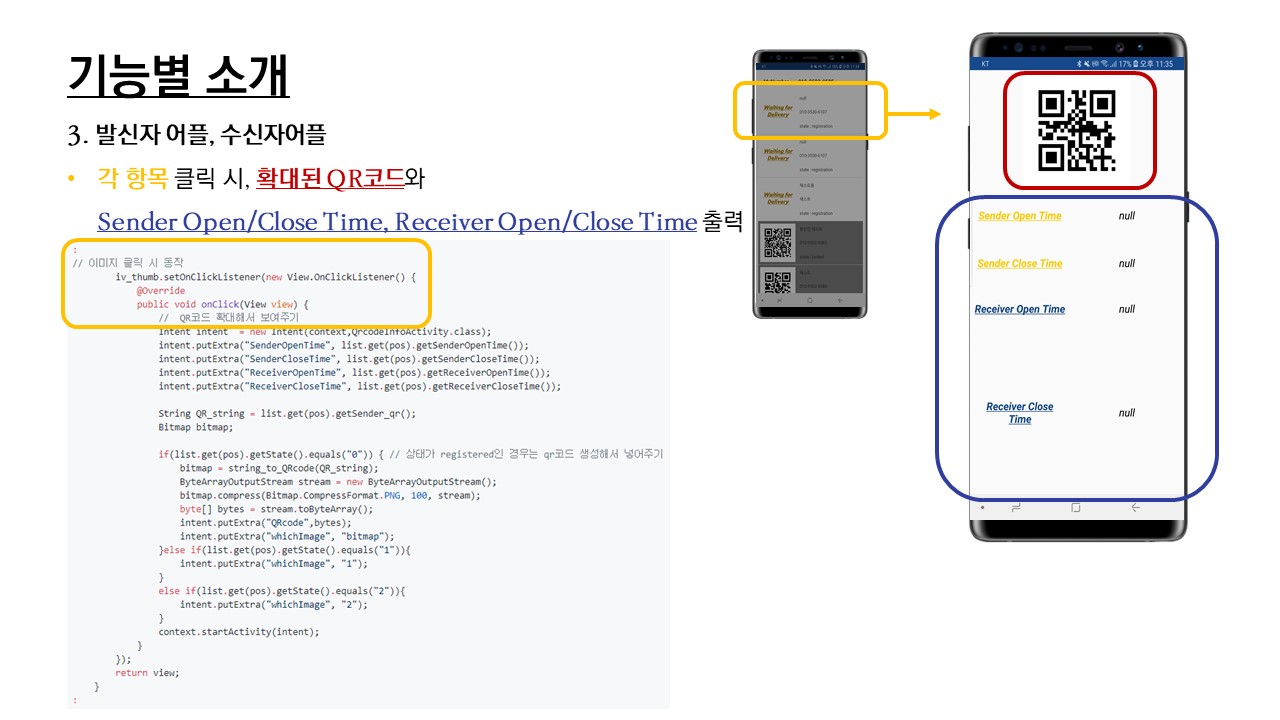 기능별 소개
3. 발신자 어플, 수신자어플
• 각 항목 클릭 시, 확대된 QR코드와
Sender Open/Close Time, Receiver Open/Close Time 출력
:
// 이미지 클릭 시 동작
iv_thumb.setOnClickListener(new View.OnClickListener() {
@Override
public void onClick(View view) {
// QR코드 확대해서 보여주기
Intent intent = new Intent(context,QrcodeInfoActivity.class);
intent.putExtra("SenderOpenTime", list.get(pos).getSenderOpenTime());
intent.putExtra("SenderCloseTime", list.get(pos).getSenderCloseTime());
intent.putExtra("ReceiverOpenTime", list.get(pos).getReceiverOpenTime());
intent.putExtra("ReceiverCloseTime", list.get(pos).getReceiverCloseTime());
String QR_string = list.get(pos).getSender_qr();
Bitmap bitmap;
if(list.get(pos).getState().equals("0")) { // 상태가 registered인 경우는 qr코드 생성해서 넣어주기
bitmap = string_to_QRcode(QR_string);
ByteArrayOutputStream stream = new ByteArrayOutputStream();
bitmap.compress(Bitmap.CompressFormat.PNG, 100, stream);
byte[] bytes = stream.toByteArray();
intent.putExtra("QRcode",bytes);
intent.putExtra("whichImage", "bitmap");
}else if(list.get(pos).getState().equals("1")){
intent.putExtra("whichImage", "1");
}
else if(list.get(pos).getState().equals("2")){
intent.putExtra("whichImage", "2");
}
context.startActivity(intent);
}
});
return view;
}
:
KT
null
Waiting for
Delivery
state - registration
null
Waiting for
Delivery
state - registration
Waiting for
Delivery
state - registration
KT 17% 오후 11:35
Sender Open Time null
Sender Close Time null
Receiver Open Time null
Receiver Close
Time
null